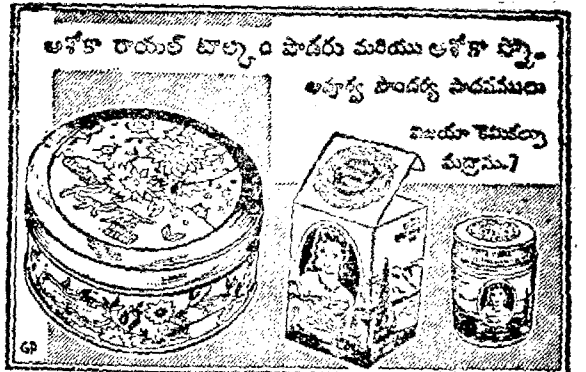 అశోకా రాయల్ టాల్కం పౌడరు మరియు అశోకా స్నో
అపూర్వ సౌందర్య సాధనములు
విజయా కెమికల్సు
మద్రాసు-7
GP